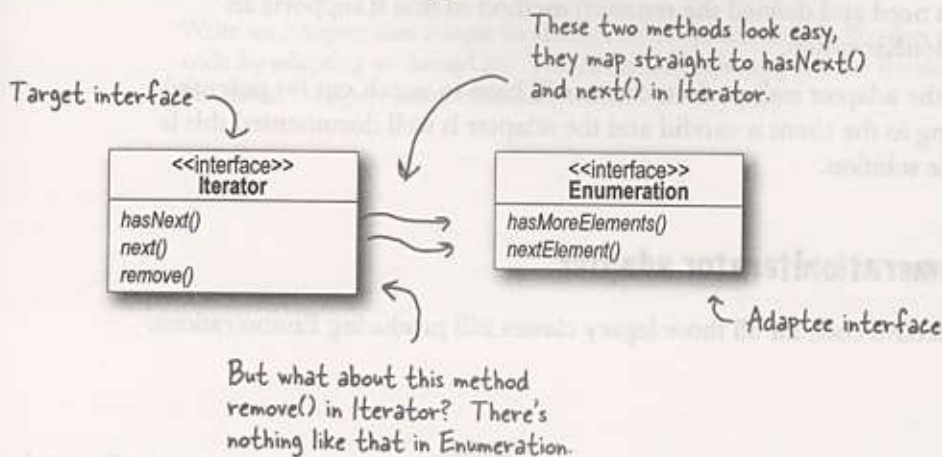 These two methods look easy,
they map straight to hasNext()
and next() in Iterator.
Target interface
<<interface>>
Iterator
hasNext()
next()
remove()
<<interface>>
Enumeration
hasMoreElements()
nextElement()
Adaptee interface
But what about this method
remove() in Iterator? There's
nothing like that in Enumeration.